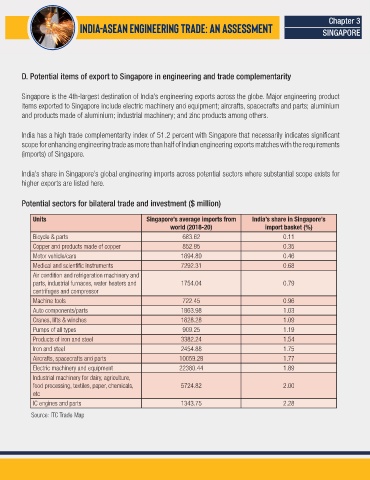 INDIA-ASEAN ENGINEERING TRADE: AN ASSESSMENT
Chapter 3
SINGAPORE
D. Potential items of export to Singapore in engineering and trade complementarity
Singapore is the 4th-largest destination of India's engineering exports across the globe. Major engineering product
items exported to Singapore include electric machinery and equipment; aircrafts, spacecrafts and parts; aluminium
and products made of aluminium; industrial machinery; and zinc products among others.
India has a high trade complementarity index of 51.2 percent with Singapore that necessarily indicates significant
scope for enhancing engineering trade as more than half of Indian engineering exports matches with the requirements
(imports) of Singapore.
India's share in Singapore's global engineering imports across potential sectors where substantial scope exists for
higher exports are listed here.
Potential sectors for bilateral trade and investment ($ million)
Units Singapore's average imports from India's share in Singapore's
world (2018-20) import basket (%)
Bicycle & parts 683.62 0.11
Copper and products made of copper 852.95 0.35
Motor vehicle/cars 1894.89 0.46
Medical and scientific Instruments 7292.31 0.68
Air condition and refrigeration machinery and
parts, Industrial furnaces, water heaters and 1754.04 0.79
centrifuges and compressor
Machine tools 722.45 0.96
Auto components/parts 1863.98 1.03
Cranes, lifts & winches 1828.28 1.09
Pumps of all types 909.25 1.19
Products of iron and steel 3382.24 1.54
Iron and steel 2454.88 1.75
Aircrafts, spacecrafts and parts 10059.29 1.77
Electric machinery and equipment 22380.44 1.89
Industrial machinery for dairy, agriculture,
food processing, textiles, paper, chemicals, 5724.82 2.00
etc
IC engines and parts 1343.75 2.28
Source: ITC Trade Map